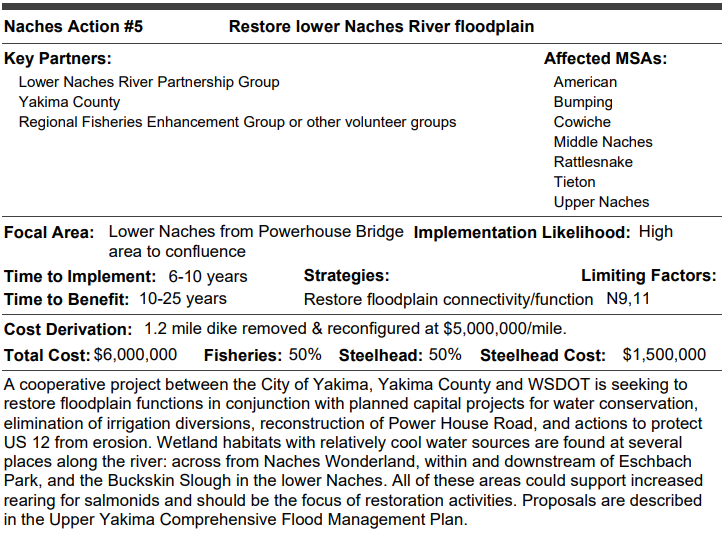 Naches Action #5 Restore lower Naches River floodplain
Key Partners: Affected MSAs:
Lower Naches River Partnership Group American
Yakima County Bumping
Regional Fisheries Enhancement Group or other volunteer groups Cowiche
Middle Naches
Rattlesnake
Tieton
Upper Naches
Focal Area: Lower Naches from Powerhouse Bridge Implementation Likelihood: High
area to confluence
Time to Implement: 6-10 years Strategies: Limiting Factors:
Time to Benefit: 10-25 years Restore floodplain connectivity/function N9,11
Cost Derivation: 1.2 mile dike removed & reconfigured at $5,000,000/mile.
Total Cost: $6,000,000 Fisheries: 50% Steelhead: 50% Steelhead Cost: $1,500,000
A cooperative project between the City of Yakima, Yakima County and WSDOT is seeking to
restore floodplain functions in conjunction with planned capital projects for water conservation,
elimination of irrigation diversions, reconstruction of Power House Road, and actions to protect
US 12 from erosion. Wetland habitats with relatively cool water sources are found at several
places along the river: across from Naches Wonderland, within and downstream of Eschbach
Park, and the Buckskin Slough in the lower Naches. All of these areas could support increased
rearing for salmonids and should be the focus of restoration activities. Proposals are described
in the Upper Yakima Comprehensive Flood Management Plan.